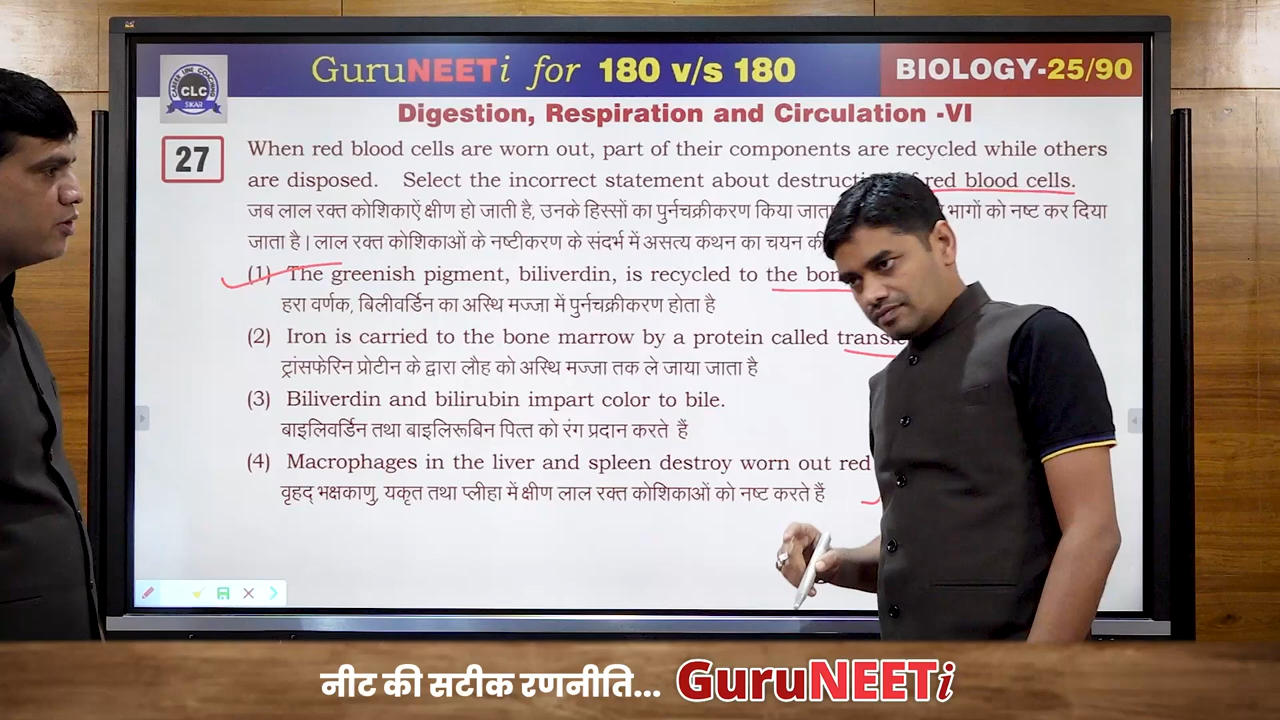 GuruNEETi for 180 v/s 180
BIOLOGY-25/90
CAREER LINE COACHING
CLC
SIKAR
Digestion, Respiration and Circulation -VI
27
When red blood cells are worn out, part of their components are recycled while others
are disposed. Select the incorrect statement about red blood cells.
जब लाल रक्त कोशिकाऐं क्षीण हो जाती है, उनके हिस्सों का पुर्नचक्रीकरण किया भागों को नष्ट कर दिया
जाता है। लाल रक्त कोशिकाओं के नष्टीकरण के संदर्भ में असत्य कथन का चयन
(1) The greenish pigment, biliverdin, is recycled to the
हरा वर्णक, बिलीवर्डिन का अस्थि मज्जा में पुर्नचक्रीकरण होता है
(2) Iron is carried to the bone marrow by a protein called
ट्रांसफेरिन प्रोटीन के द्वारा लौह को अस्थि मज्जा तक ले जाया जाता है
(3) Biliverdin and bilirubin impart color to bile.
बाइलिवर्डिन तथा बाइलिरूबिन पित्त को रंग प्रदान करते हैं
(4) Macrophages in the liver and spleen destroy worn out red
वृहद् भक्षकाणु, यकृत तथा प्लीहा में क्षीण लाल रक्त कोशिकाओं को नष्ट करते हैं
नीट की सटीक रणनीति... GuruNEETi